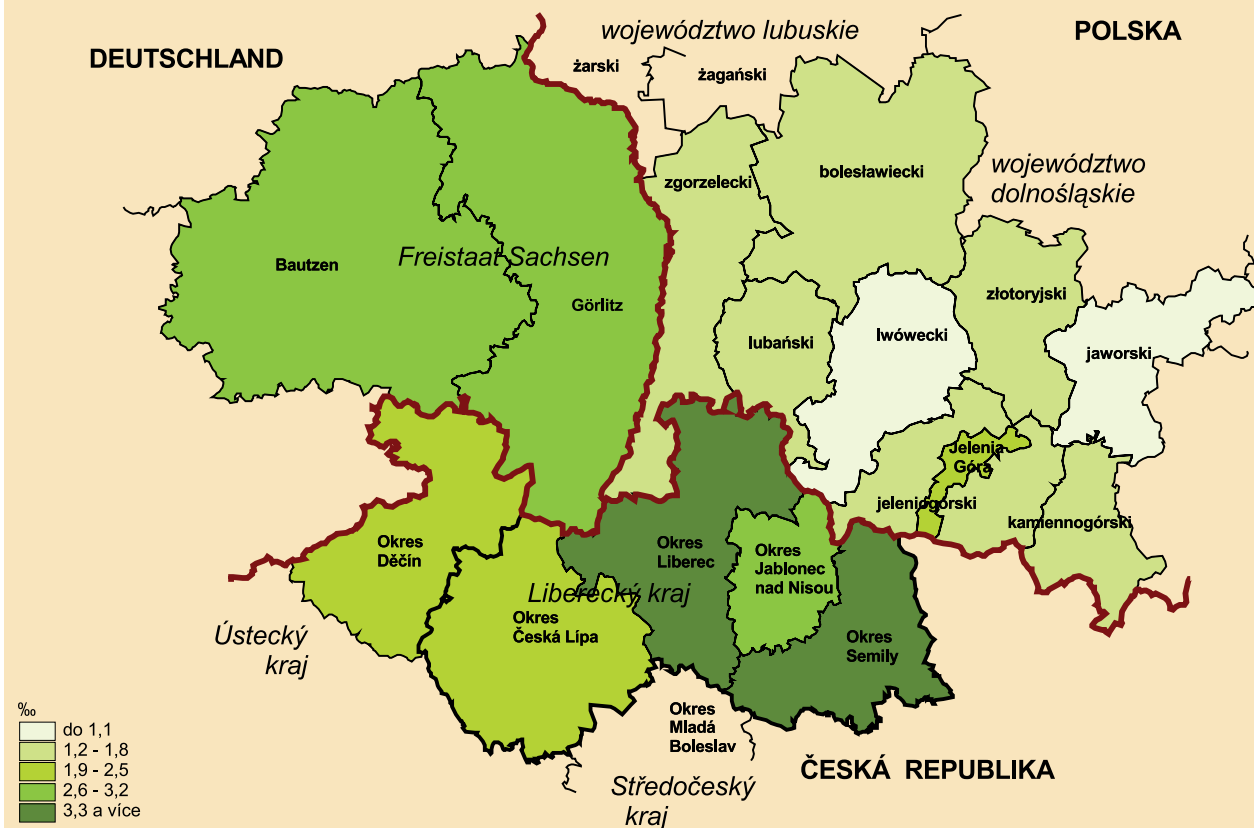 DEUTSCHLAND
województwo lubuskie
POLSKA
żarski
żagański
zgorzelecki
bolesławiecki
województwo
dolnośląskie
Bautzen
Freistaat Sachsen
Görlitz
lubański
lwówecki
złotoryjski
jaworski
Jelenia
Góra
jeleniogórski
kamiennogórski
Okres
Děčín
Okres
Liberec
Okres
Jablonec
nad Nisou
Liberecký kraj
Okres
Česká Lípa
Okres
Semily
Ústecký
kraj
Okres
Mladá
Boleslav
Středočeský
kraj
ČESKÁ REPUBLIKA
‰
do 1,1
1,2 - 1,8
1,9 - 2,5
2,6 - 3,2
3,3 a více